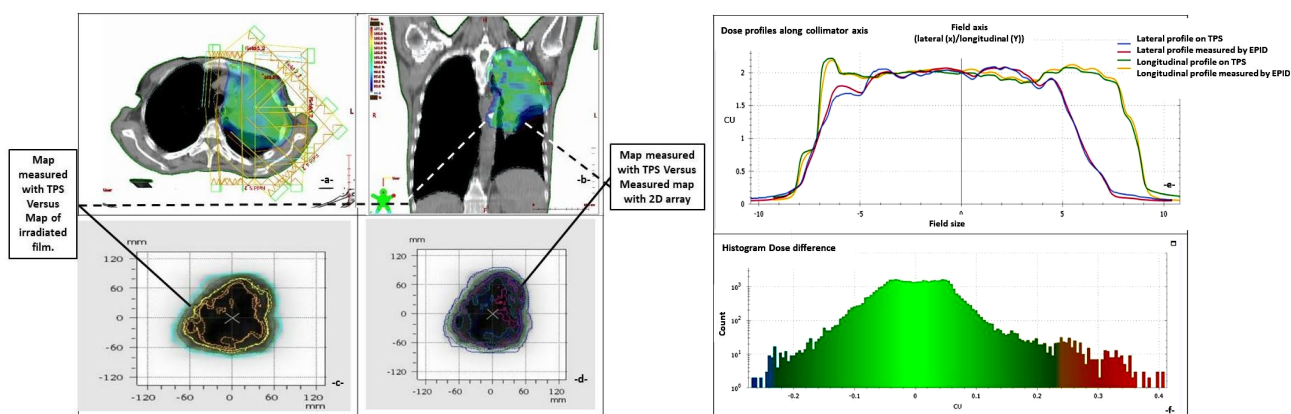 Map
measured
with TPS
Versus
Map of
irradiated
film.
-a-
R
L
-b-
Map measured
with TPS Versus
Measured map
with 2D array
mm
120
60
0
-60
-120
-120
-60
0
60
120
mm
-c-
mm
120
60
0
-60
-120
-120
-60
0
60
120
mm
-d-
Dose profiles along collimator axis
Field axis
(lateral (x)/longitudinal (Y))
Lateral profile on TPS
Lateral profile measured by EPID
Longitudinal profile on TPS
Longitudinal profile measured by EPID
2
1.5
CU
1
0.5
0
-10
-5
0
5
10
Field size
-e-
Histogram Dose difference
Count
10³
10²
10¹
10⁰
-0.2
-0.1
0
0.1
0.2
0.3
0.4
CU
-f-